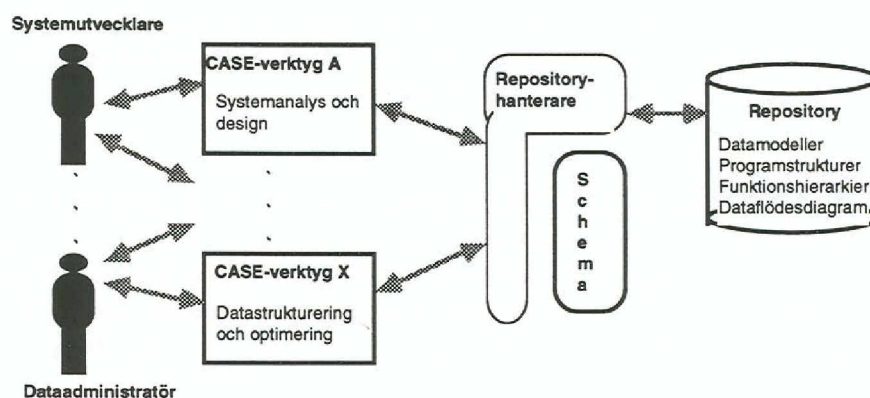 Systemutvecklare
CASE-verktyg A
Systemanalys och
design
Repository-
hanterare
Repository
Datamodeller
Programstrukturer
Funktionshierarkier
Dataflödesdiagram
S
c
h
e
m
a
CASE-verktyg X
Datastrukturering
och optimering
Dataadministratör